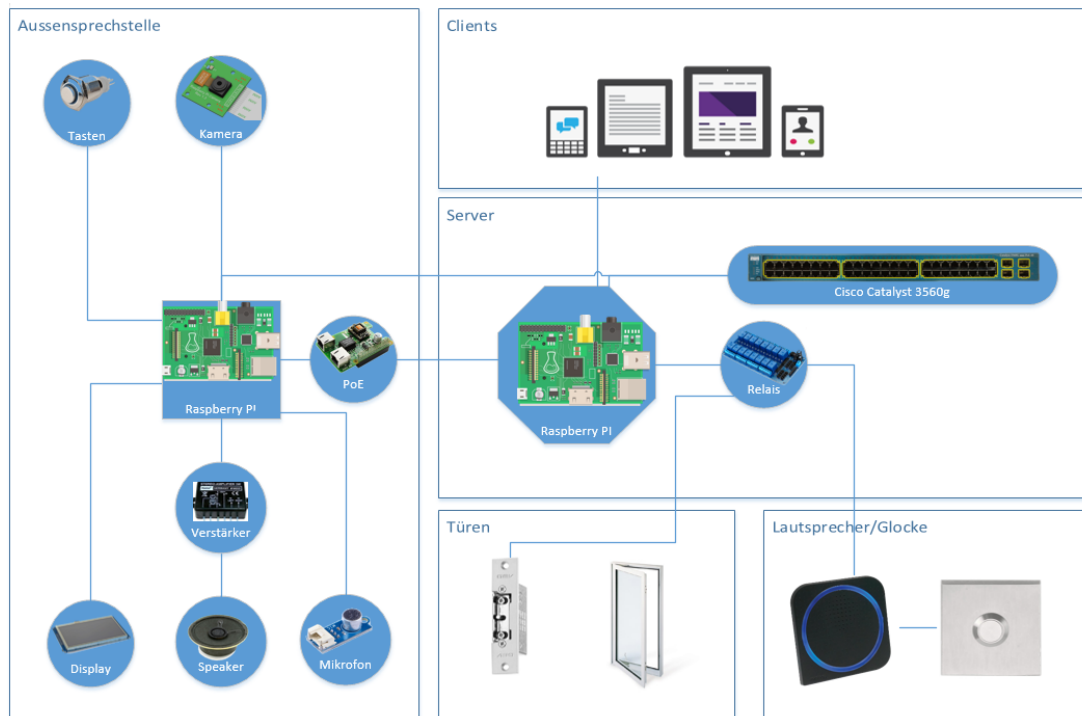 Aussensprechstelle
Tasten
Kamera
Raspberry PI
PoE
Verstärker
Display
Speaker
Mikrofon
Clients
Server
Cisco Catalyst 3560g
Raspberry PI
Relais
Türen
Lautsprecher/Glocke